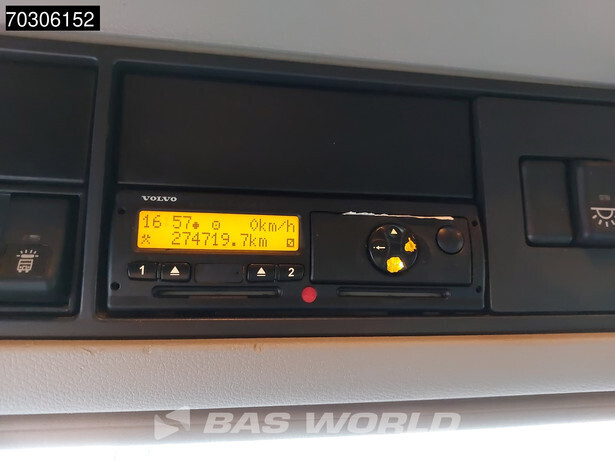 70306152
VOLVO
16 57 0km/h
274719.7km
1 2
BAS WORLD